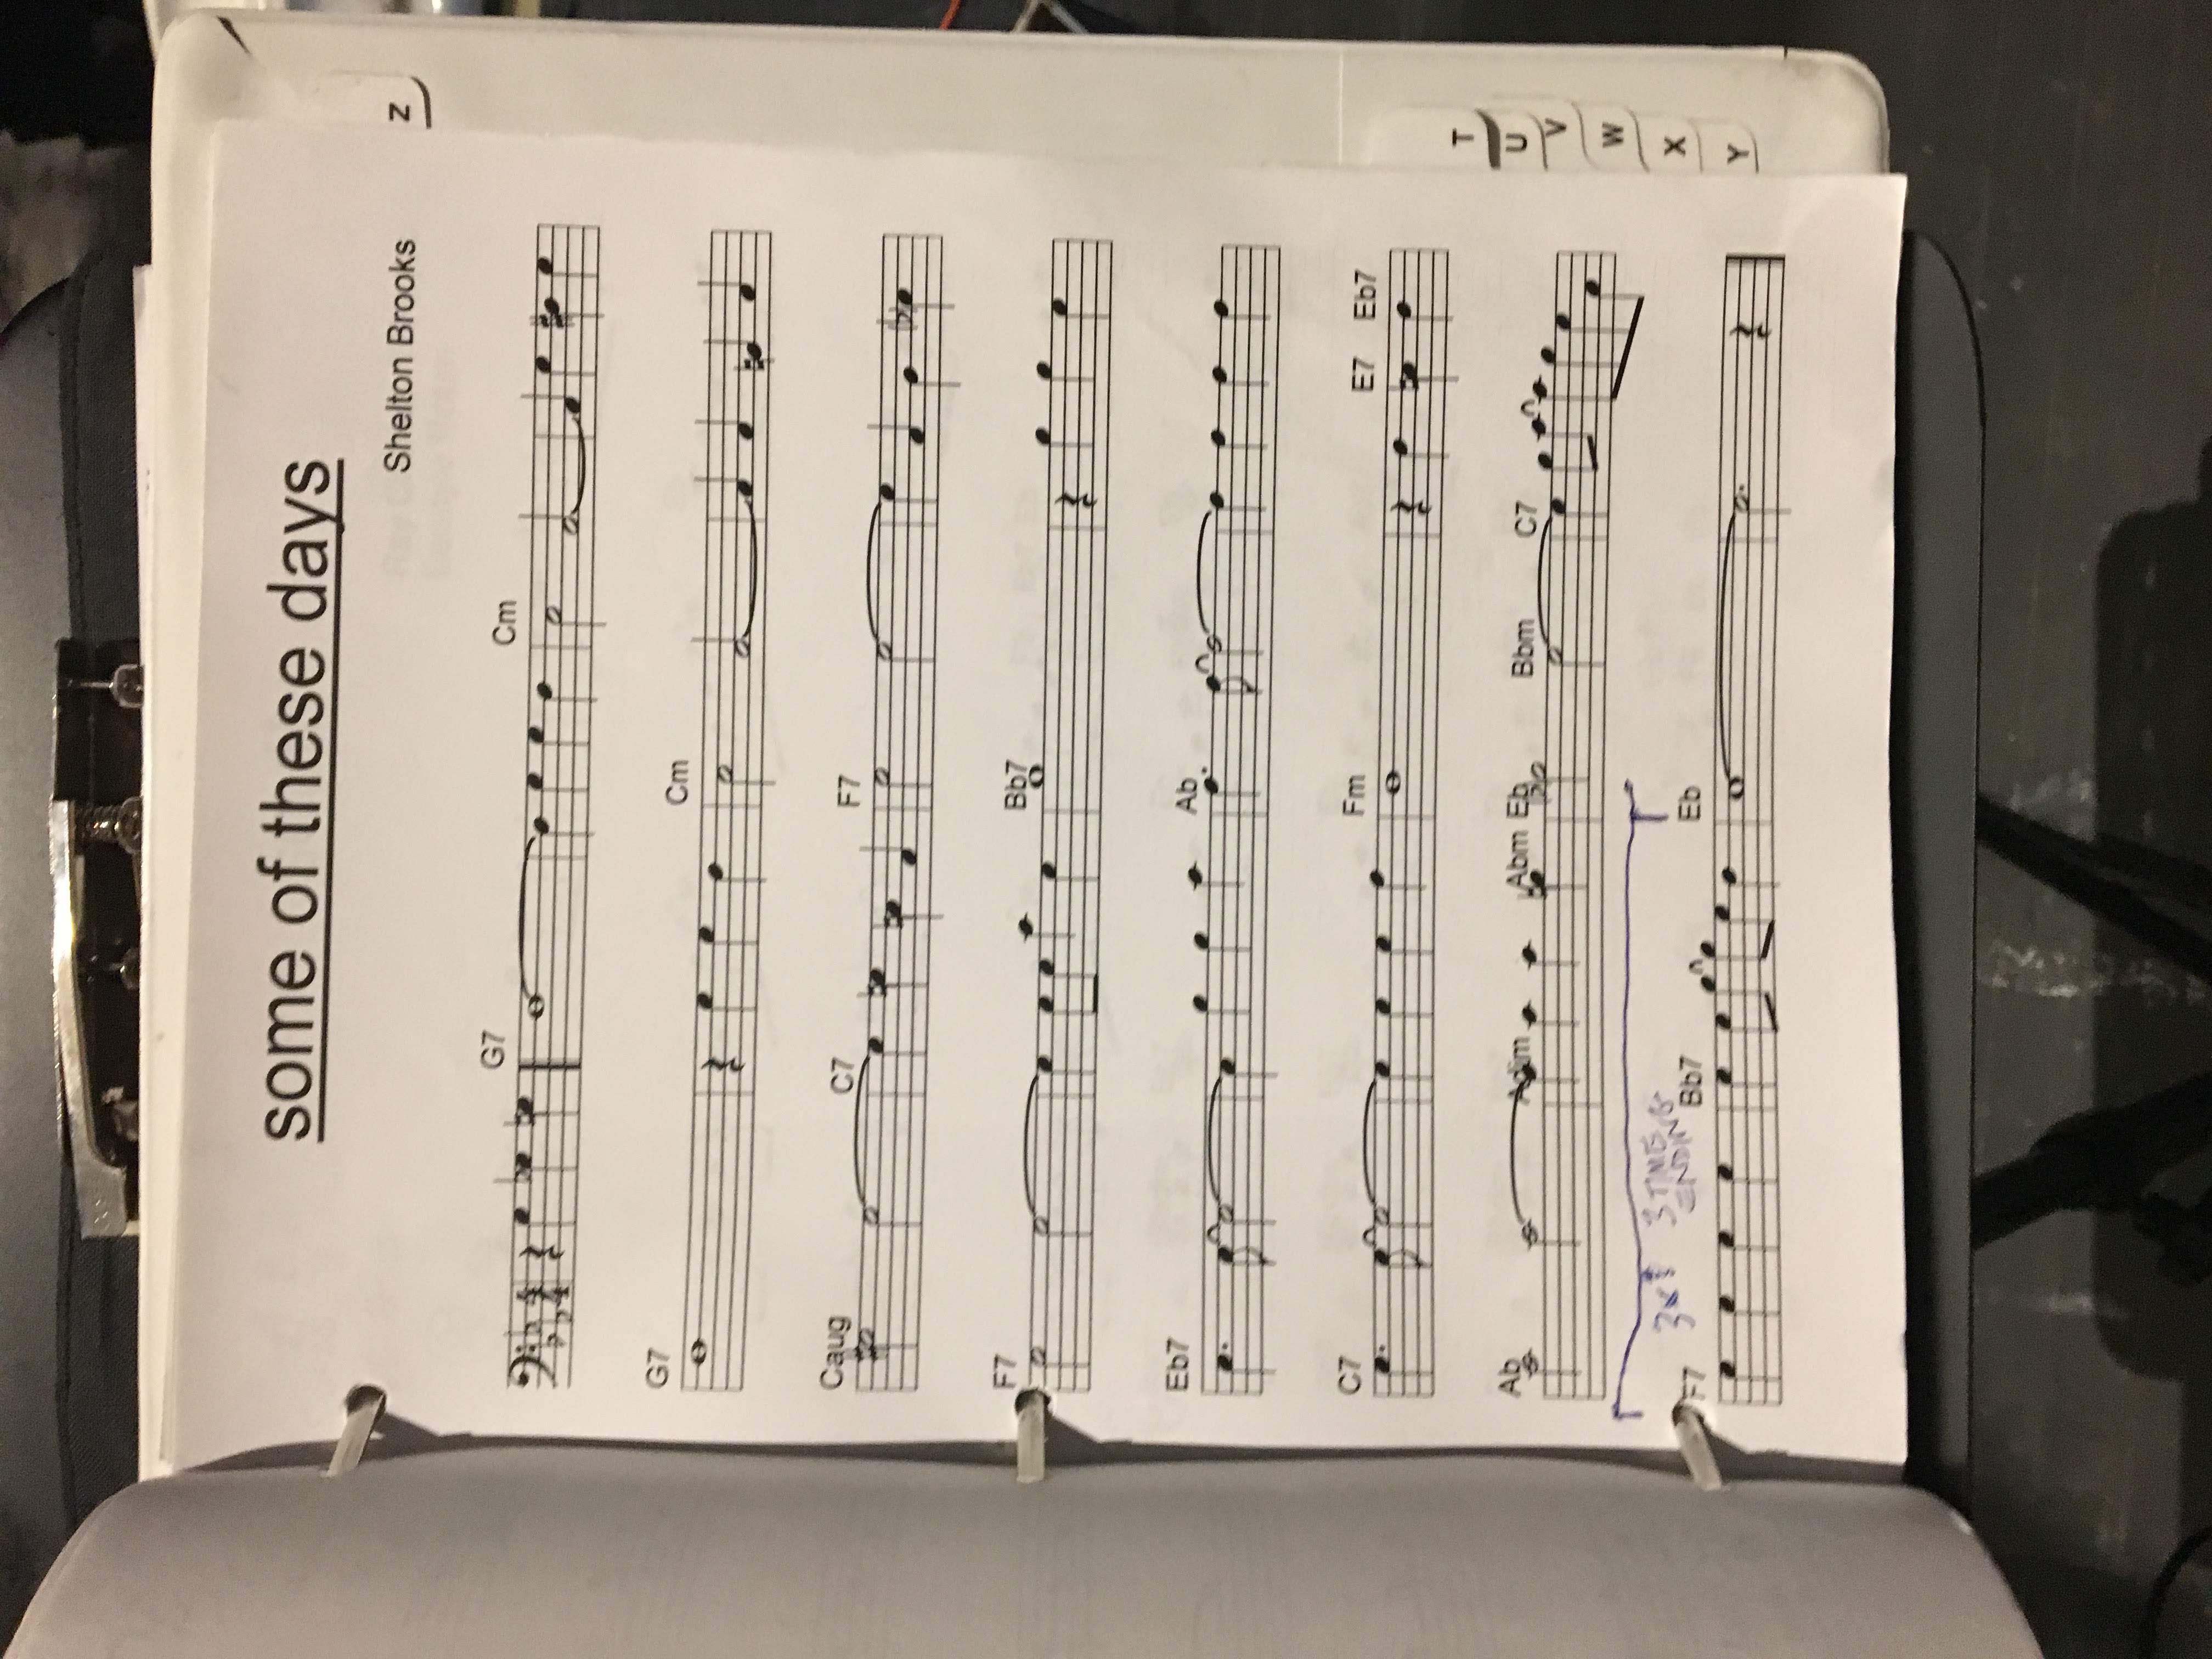 some of these days
Shelton Brooks
Z
G7 Cm
G7 Cm
Caug C7 F7
F7 Bb7
Eb7 Ab
C7 Fm E7 Eb7
T
U
V
W
X
Y
Ab Adim Abm Eb Bbm C7
3x 3 TIME
ENDING
F7 Bb7 Eb